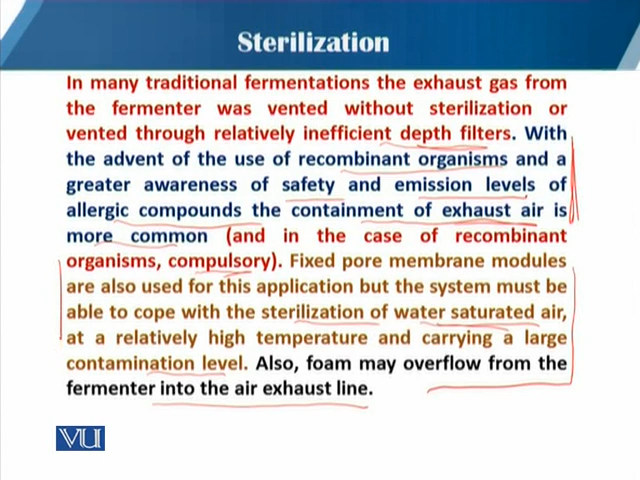 Sterilization
In many traditional fermentations the exhaust gas from
the fermenter was vented without sterilization or
vented through relatively inefficient depth filters. With
the advent of the use of recombinant organisms and a
greater awareness of safety and emission levels of
allergic compounds the containment of exhaust air is
more common (and in the case of recombinant
organisms, compulsory). Fixed pore membrane modules
are also used for this application but the system must be
able to cope with the sterilization of water saturated air,
at a relatively high temperature and carrying a large
contamination level. Also, foam may overflow from the
fermenter into the air exhaust line.
VU